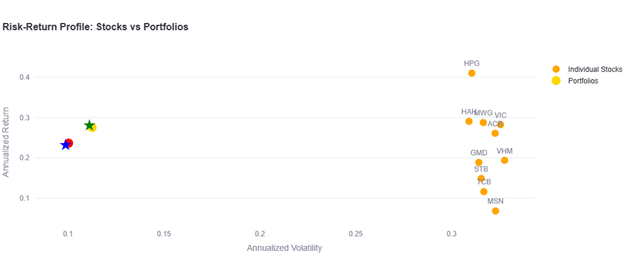 Risk-Return Profile: Stocks vs Portfolios
HPG
Individual Stocks
Portfolios
0.4
HAH
MWG
VIC
ACB
0.3
GMD
VHM
0.2
STB
TCB
MSN
0.1
Annualized Return
0.1
0.15
0.2
0.25
0.3
Annualized Volatility